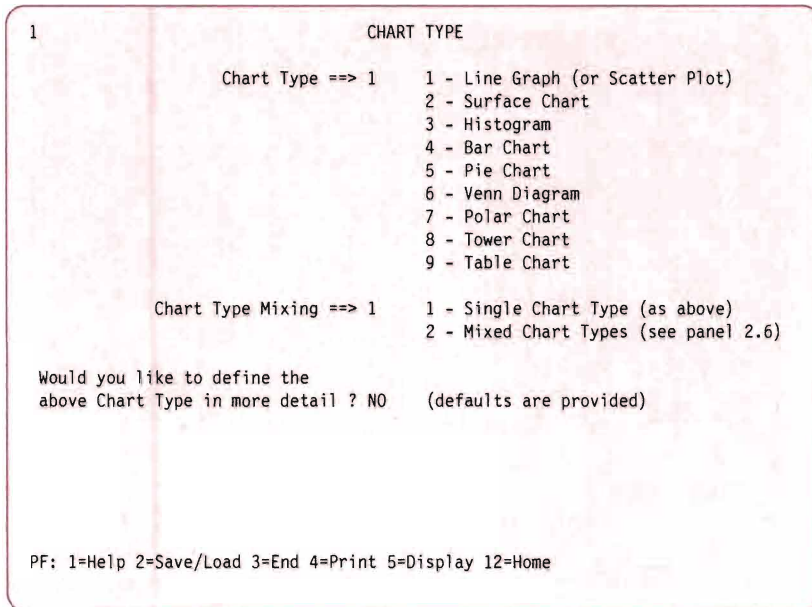 1 CHART TYPE
Chart Type ==> 1 1 - Line Graph (or Scatter Plot)
2 - Surface Chart
3 - Histogram
4 - Bar Chart
5 - Pie Chart
6 - Venn Diagram
7 - Polar Chart
8 - Tower Chart
9 - Table Chart
Chart Type Mixing ==> 1 1 - Single Chart Type (as above)
2 - Mixed Chart Types (see panel 2.6)
Would you like to define the
above Chart Type in more detail ? NO (defaults are provided)
PF: 1=Help 2=Save/Load 3=End 4=Print 5=Display 12=Home